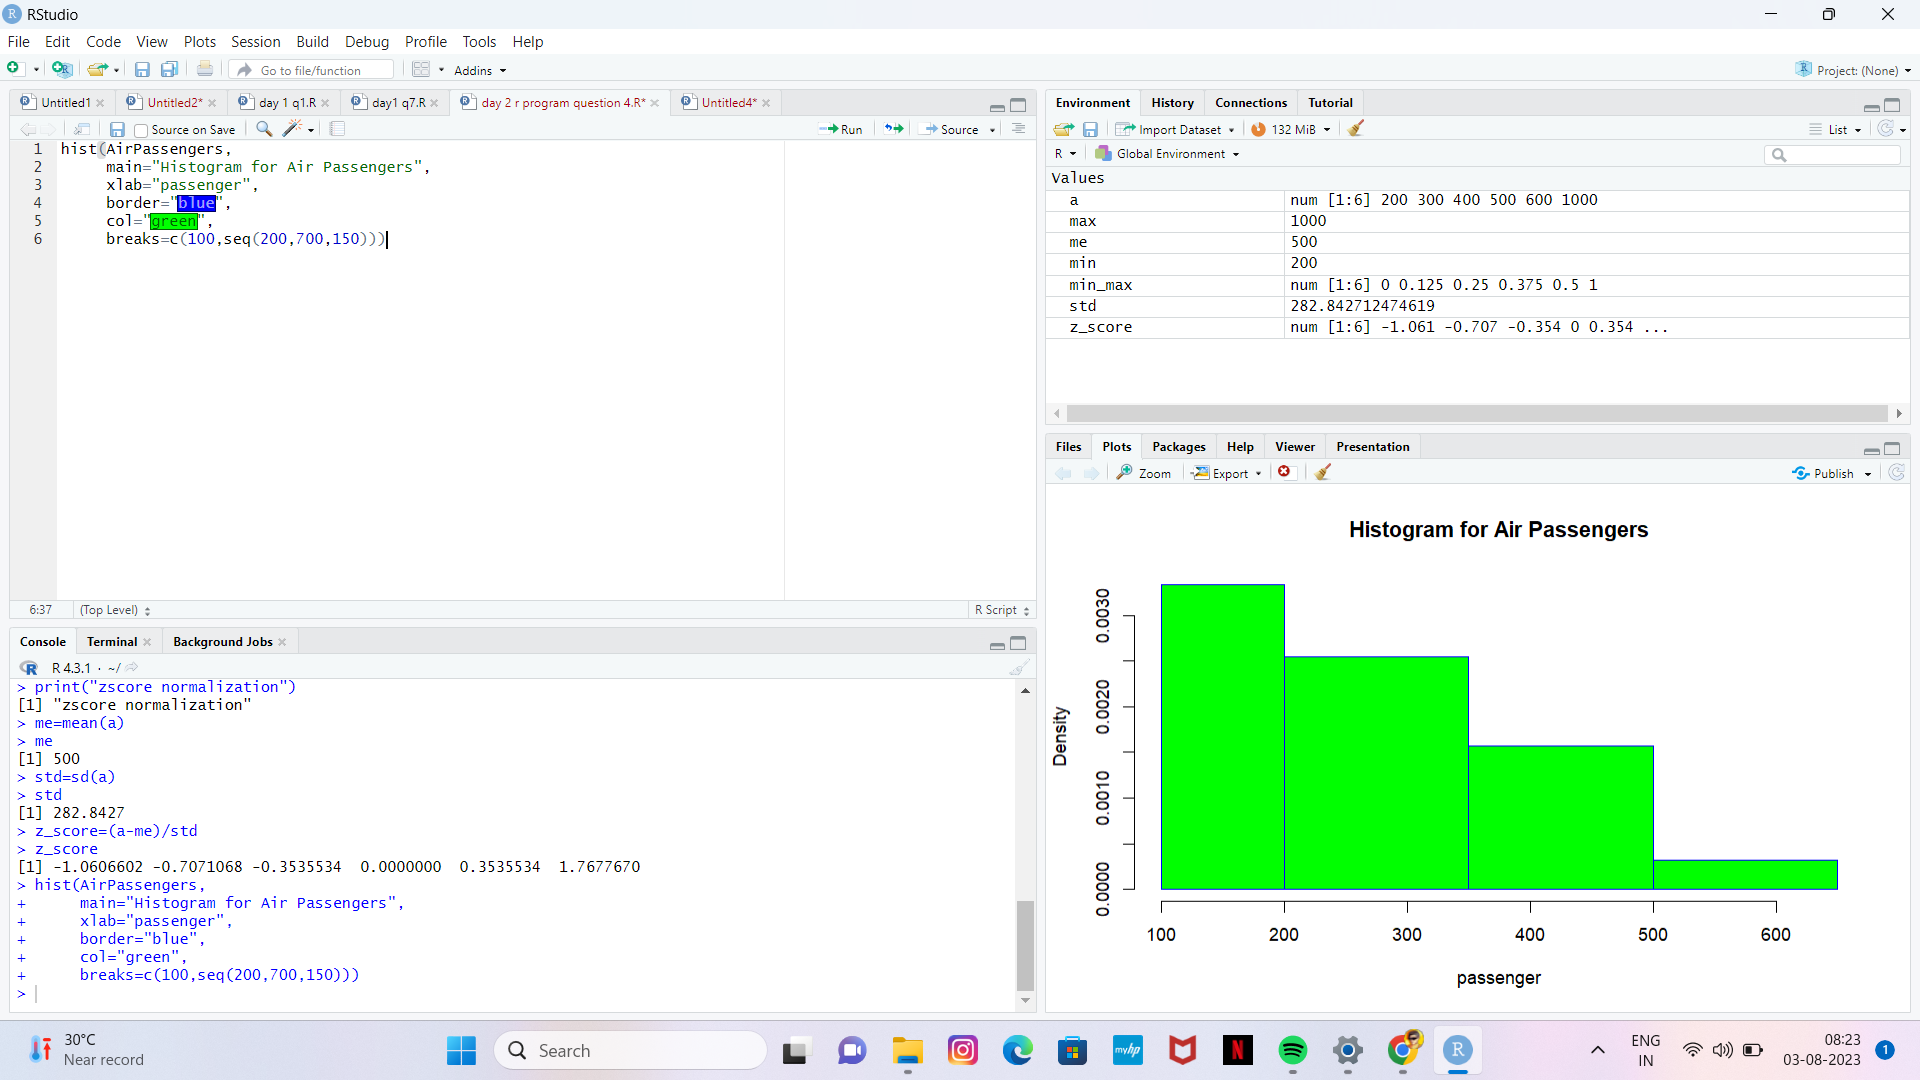 RStudio
File Edit Code View Plots Session Build Debug Profile Tools Help
Go to file/function Addins Project: (None)
Untitled1 Untitled2* day 1 q1.R day1 q7.R day 2 r program question 4.R* Untitled4*
Source on Save Run Source
1 hist(AirPassengers,
2 main="Histogram for Air Passengers",
3 xlab="passenger",
4 border="blue",
5 col="green",
6 breaks=c(100,seq(200,700,150)))
6:37 (Top Level) R Script
Console Terminal Background Jobs
R 4.3.1 · ~/
> print("zscore normalization")
[1] "zscore normalization"
> me=mean(a)
> me
[1] 500
> std=sd(a)
> std
[1] 282.8427
> z_score=(a-me)/std
> z_score
[1] -1.0606602 -0.7071068 -0.3535534 0.0000000 0.3535534 1.7677670
> hist(AirPassengers,
+ main="Histogram for Air Passengers",
+ xlab="passenger",
+ border="blue",
+ col="green",
+ breaks=c(100,seq(200,700,150)))
>
Environment History Connections Tutorial
Import Dataset 132 MiB List
R Global Environment
Values
a num [1:6] 200 300 400 500 600 1000
max 1000
me 500
min 200
min_max num [1:6] 0 0.125 0.25 0.375 0.5 1
std 282.842712474619
z_score num [1:6] -1.061 -0.707 -0.354 0 0.354 ...
Files Plots Packages Help Viewer Presentation
Zoom Export Publish
Histogram for Air Passengers
Density
0.0030
0.0020
0.0010
0.0000
100 200 300 400 500 600
passenger
30°C
Near record
Search
myhp
N
R
ENG
IN
08:23
03-08-2023
1